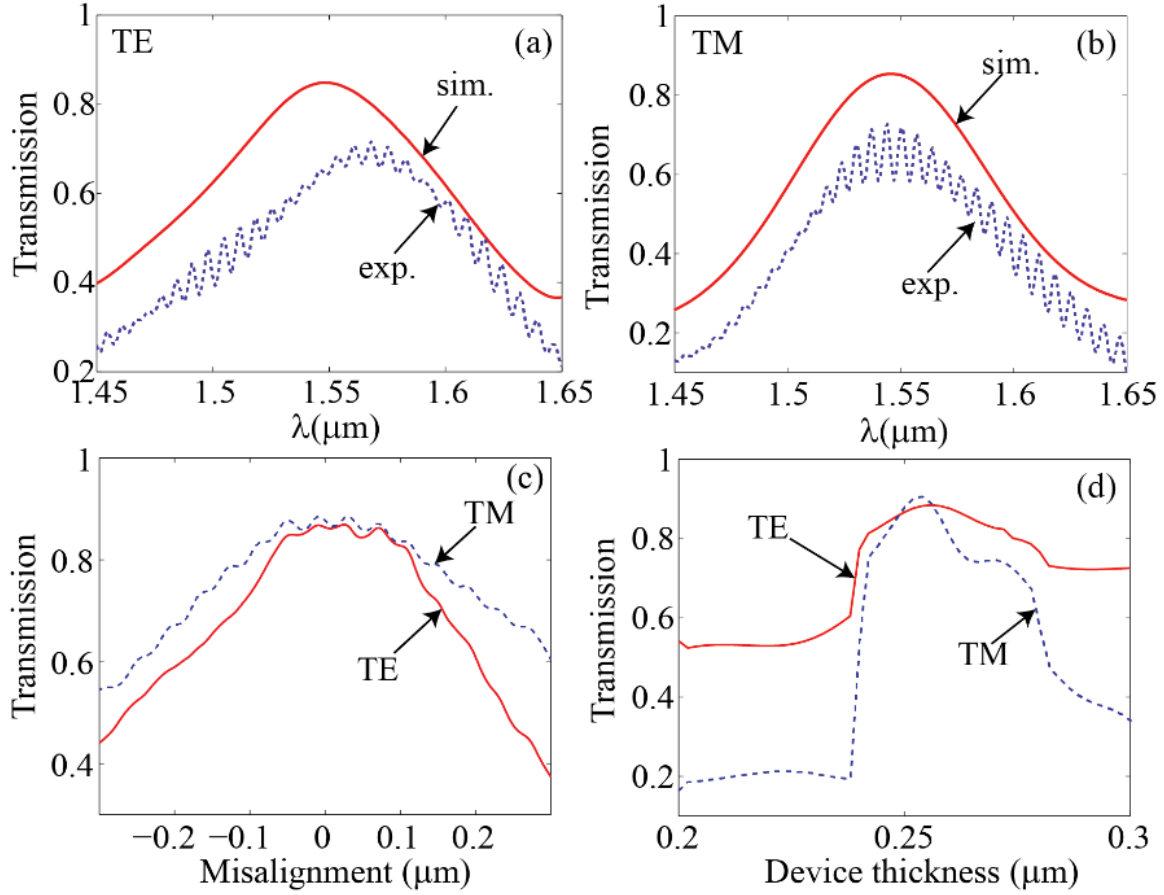 TE
(a)
sim.
exp.
Transmission
1
0.8
0.6
0.4
0.2
1.45
1.5
1.55
1.6
1.65
λ(μm)
TM
(b)
sim.
exp.
Transmission
1
0.8
0.6
0.4
0.2
1.45
1.5
1.55
1.6
1.65
λ(μm)
(c)
TM
TE
Transmission
1
0.8
0.6
0.4
−0.2
−0.1
0
0.1
0.2
Misalignment (μm)
(d)
TE
TM
Transmission
1
0.8
0.6
0.4
0.2
0.2
0.25
0.3
Device thickness (μm)